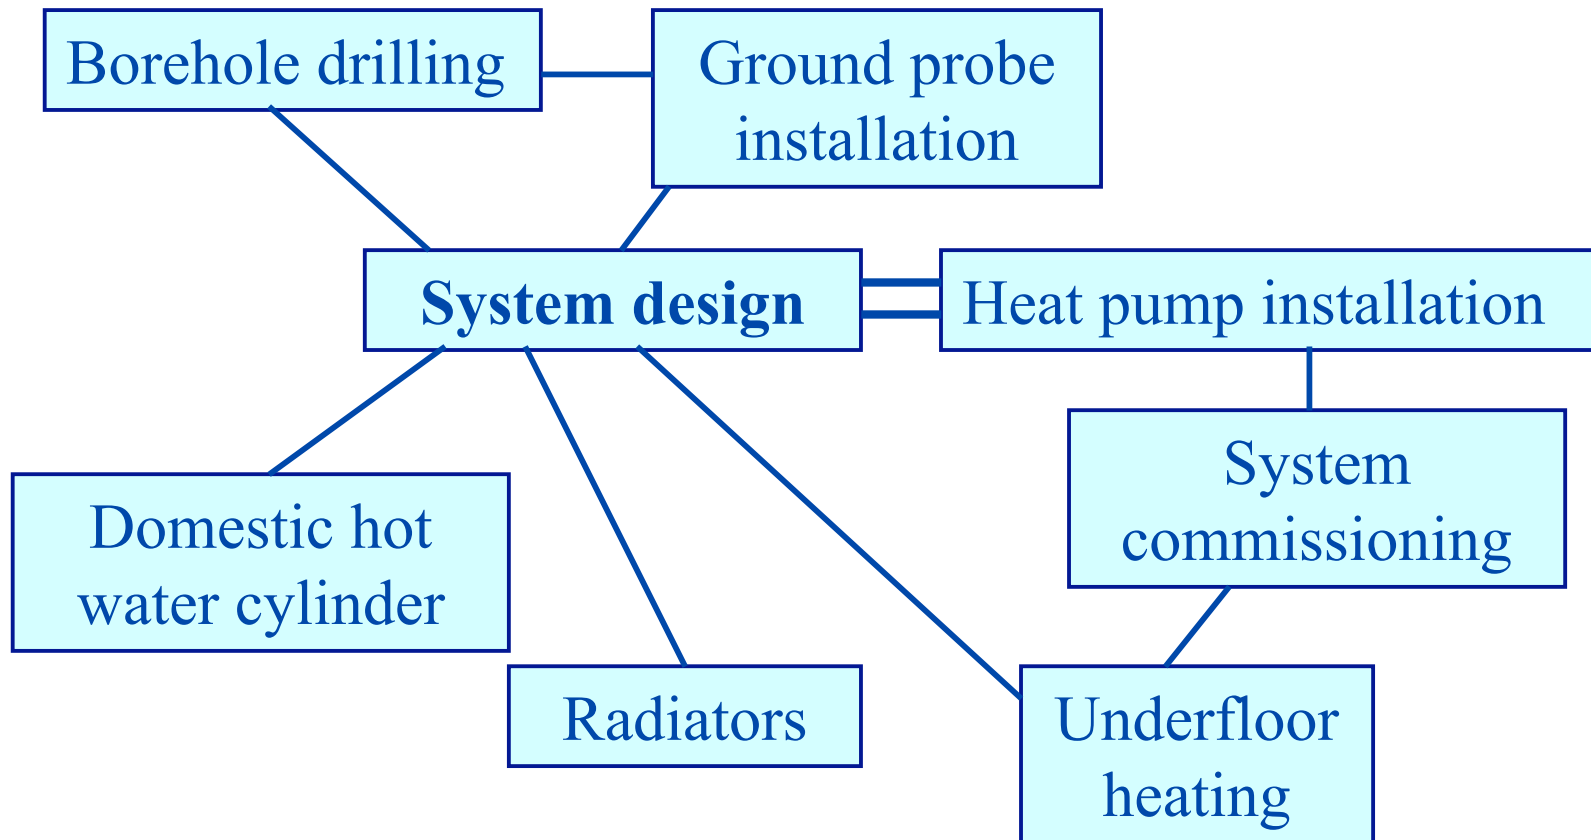 Borehole drilling
Ground probe
installation
System design
Heat pump installation
System
commissioning
Domestic hot
water cylinder
Radiators
Underfloor
heating